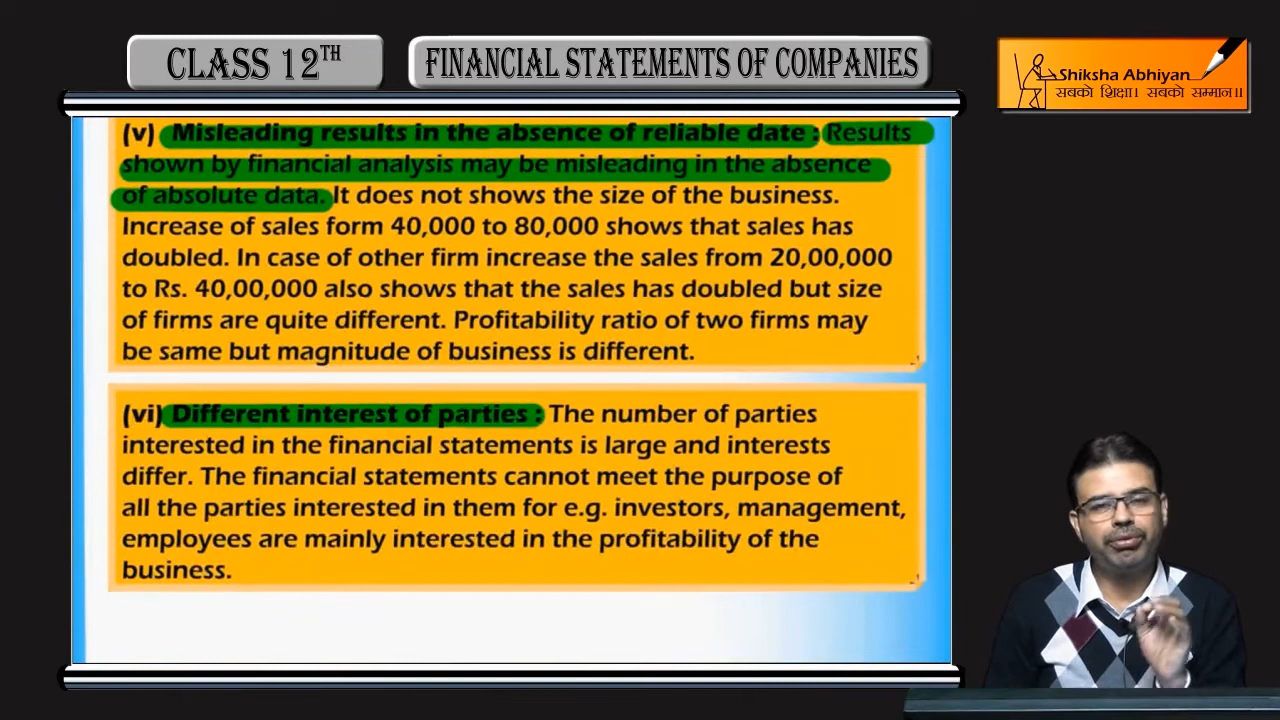 CLASS 12TH
FINANCIAL STATEMENTS OF COMPANIES
Shiksha Abhiyan
सबको शिक्षा। सबको सम्मान॥
(v) Misleading results in the absence of reliable date : Results
shown by financial analysis may be misleading in the absence
of absolute data. It does not shows the size of the business.
Increase of sales form 40,000 to 80,000 shows that sales has
doubled. In case of other firm increase the sales from 20,00,000
to Rs. 40,00,000 also shows that the sales has doubled but size
of firms are quite different. Profitability ratio of two firms may
be same but magnitude of business is different.
(vi) Different interest of parties : The number of parties
interested in the financial statements is large and interests
differ. The financial statements cannot meet the purpose of
all the parties interested in them for e.g. investors, management,
employees are mainly interested in the profitability of the
business.